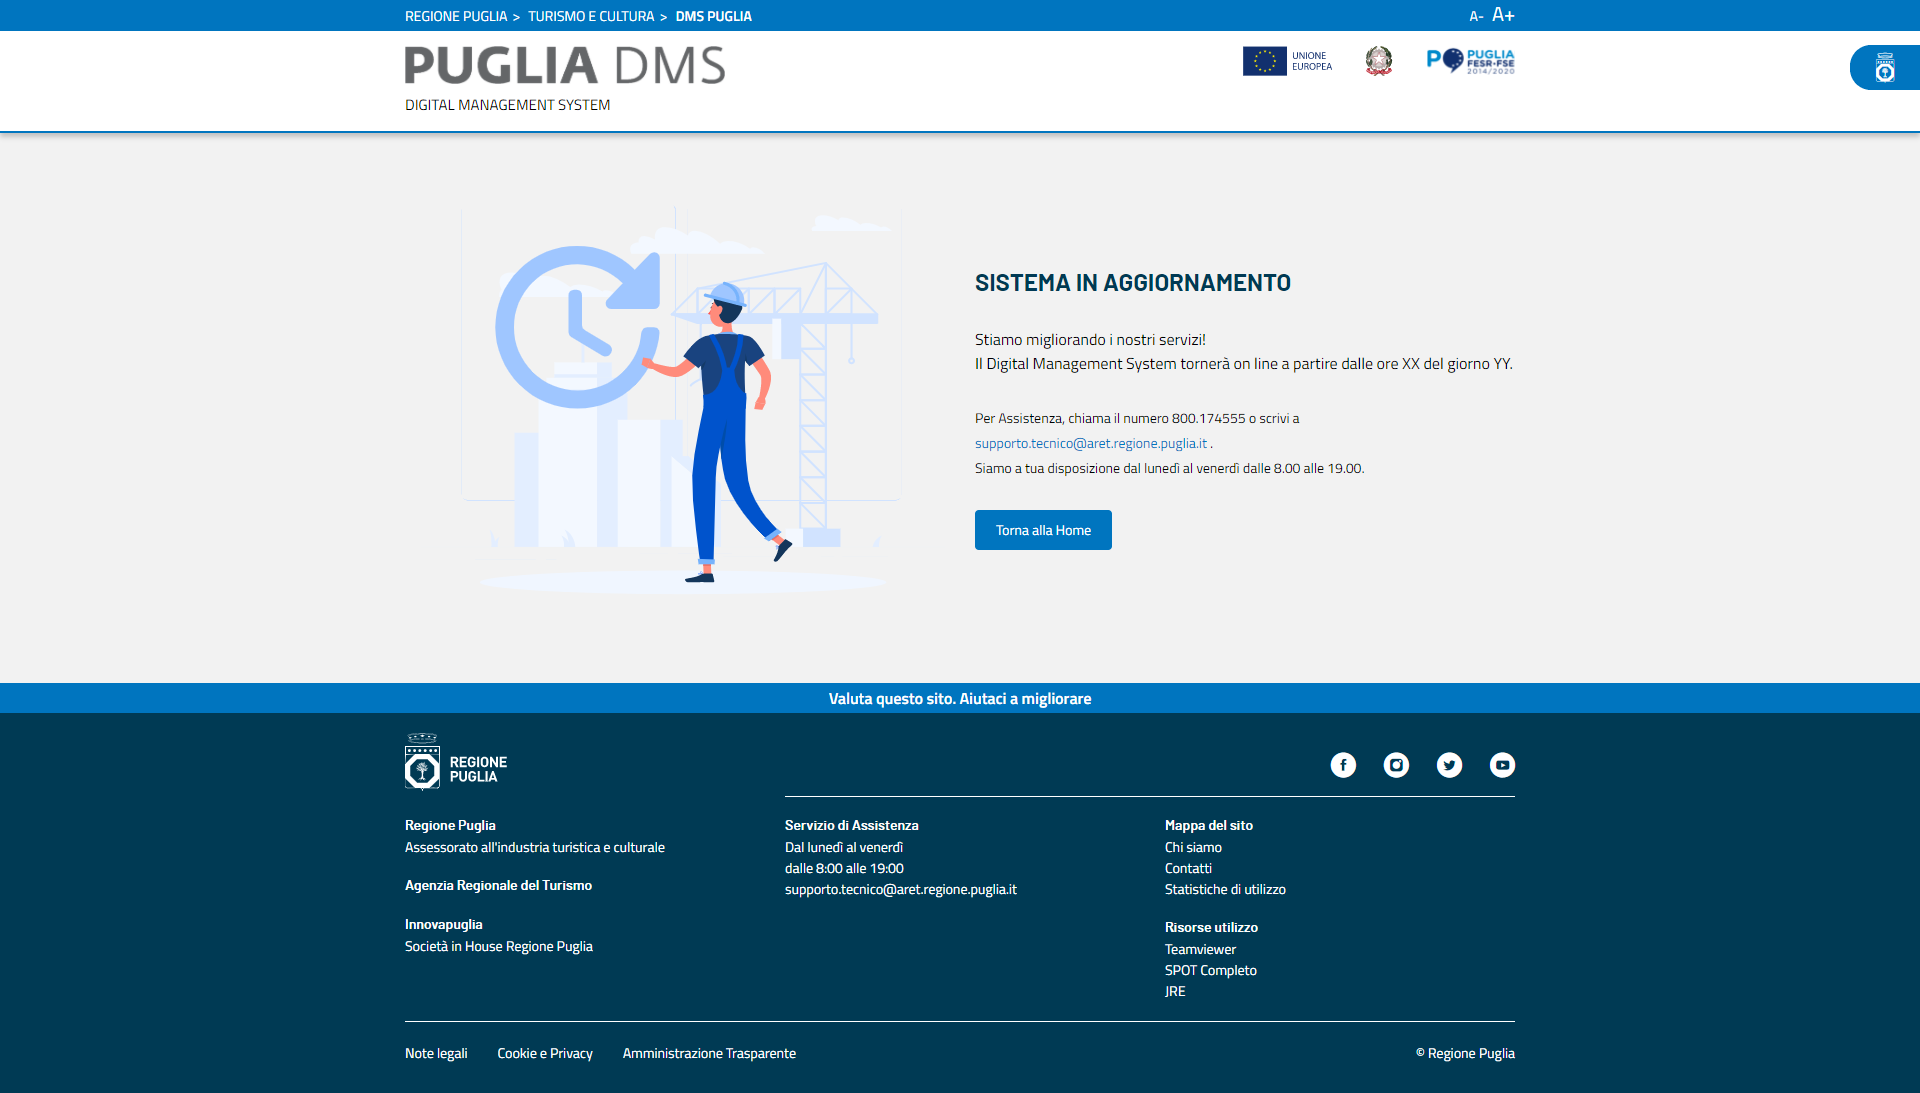 REGIONE PUGLIA > TURISMO E CULTURA > DMS PUGLIA
A- A+
PUGLIA DMS
DIGITAL MANAGEMENT SYSTEM
UNIONE
EUROPEA
PO PUGLIA
FESR•FSE
2014/2020
SISTEMA IN AGGIORNAMENTO
Stiamo migliorando i nostri servizi!
Il Digital Management System tornerà on line a partire dalle ore XX del giorno YY.
Per Assistenza, chiama il numero 800.174555 o scrivi a
supporto.tecnico@aret.regione.puglia.it .
Siamo a tua disposizione dal lunedì al venerdì dalle 8.00 alle 19.00.
Torna alla Home
Valuta questo sito. Aiutaci a migliorare
REGIONE
PUGLIA
Regione Puglia
Assessorato all'industria turistica e culturale
Agenzia Regionale del Turismo
Innovapuglia
Società in House Regione Puglia
Servizio di Assistenza
Dal lunedì al venerdì
dalle 8:00 alle 19:00
supporto.tecnico@aret.regione.puglia.it
Mappa del sito
Chi siamo
Contatti
Statistiche di utilizzo
Risorse utilizzo
Teamviewer
SPOT Completo
JRE
Note legali
Cookie e Privacy
Amministrazione Trasparente
© Regione Puglia